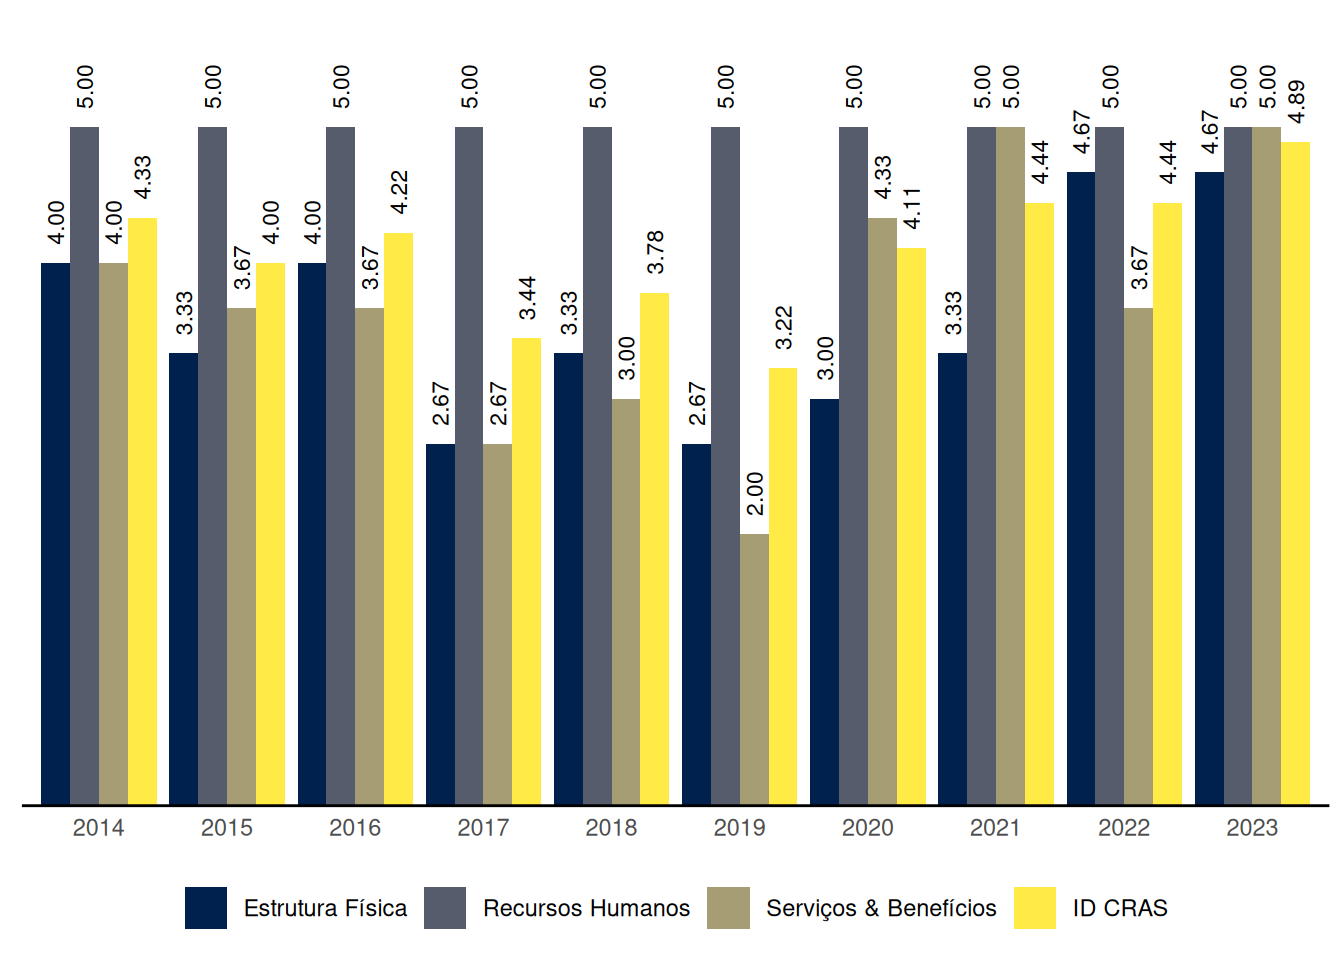 4.00 5.00 4.00 4.33 3.33 5.00 3.67 4.00 4.00 5.00 3.67 4.22 2.67 5.00 2.67 3.44 3.33 5.00 3.00 3.78 2.67 5.00 2.00 3.22 3.00 5.00 4.33 4.11 3.33 5.00 5.00 4.44 4.67 5.00 3.67 4.44 4.67 5.00 5.00 4.89
2014 2015 2016 2017 2018 2019 2020 2021 2022 2023
Estrutura Física Recursos Humanos Serviços & Benefícios ID CRAS